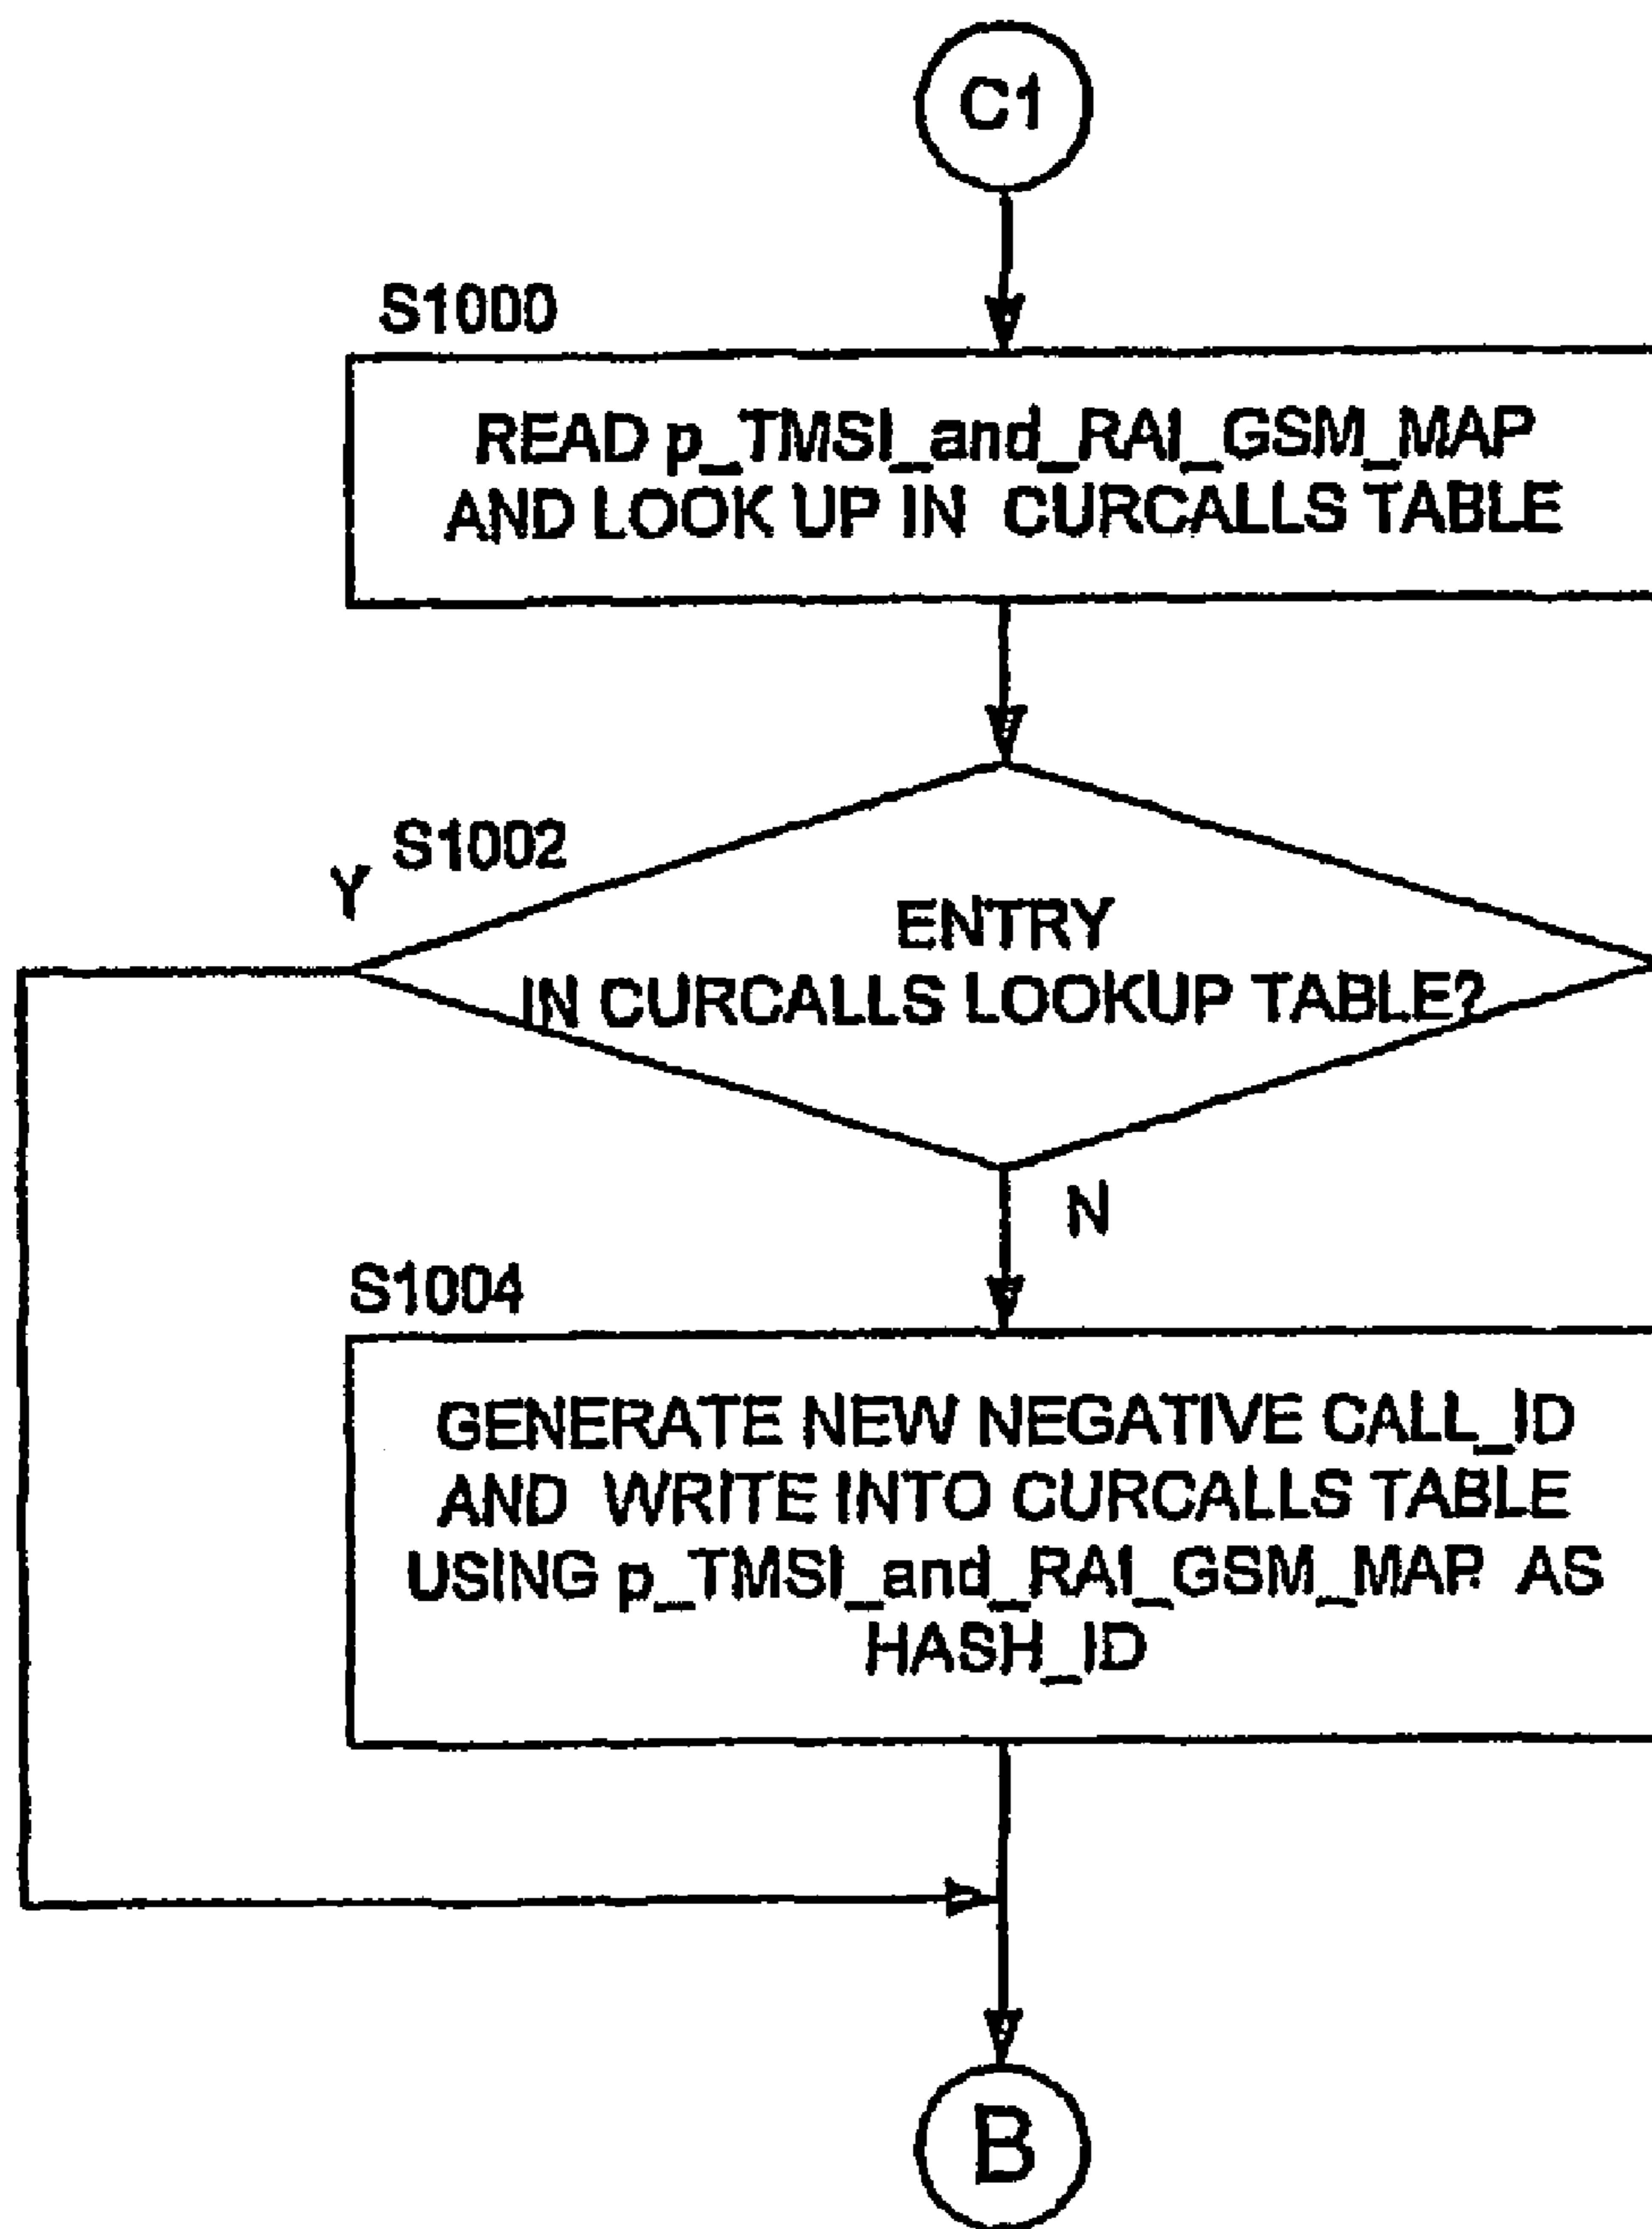 C1
S1000
READ p_TMSI_and_RAI_GSM_MAP
AND LOOK UP IN CURCALLS TABLE
S1002
Y
ENTRY
IN CURCALLS LOOKUP TABLE?
N
S1004
GENERATE NEW NEGATIVE CALL_ID
AND WRITE INTO CURCALLS TABLE
USING p_TMSI_and_RAI_GSM_MAP AS
HASH_ID
B